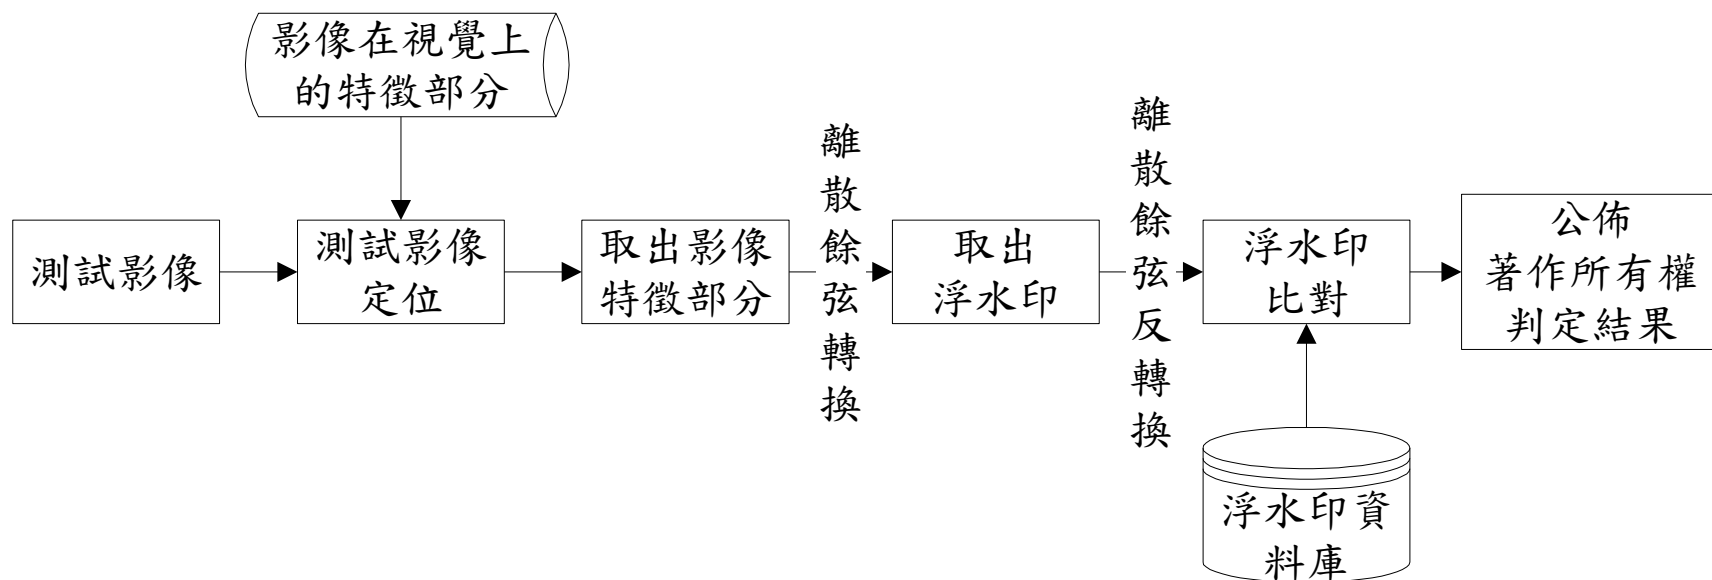 影像在視覺上
的特徵部分
測試影像
測試影像
定位
取出影像
特徵部分
離散餘弦轉換
取出
浮水印
離散餘弦反轉換
浮水印
比對
公佈
著作所有權
判定結果
浮水印資
料庫